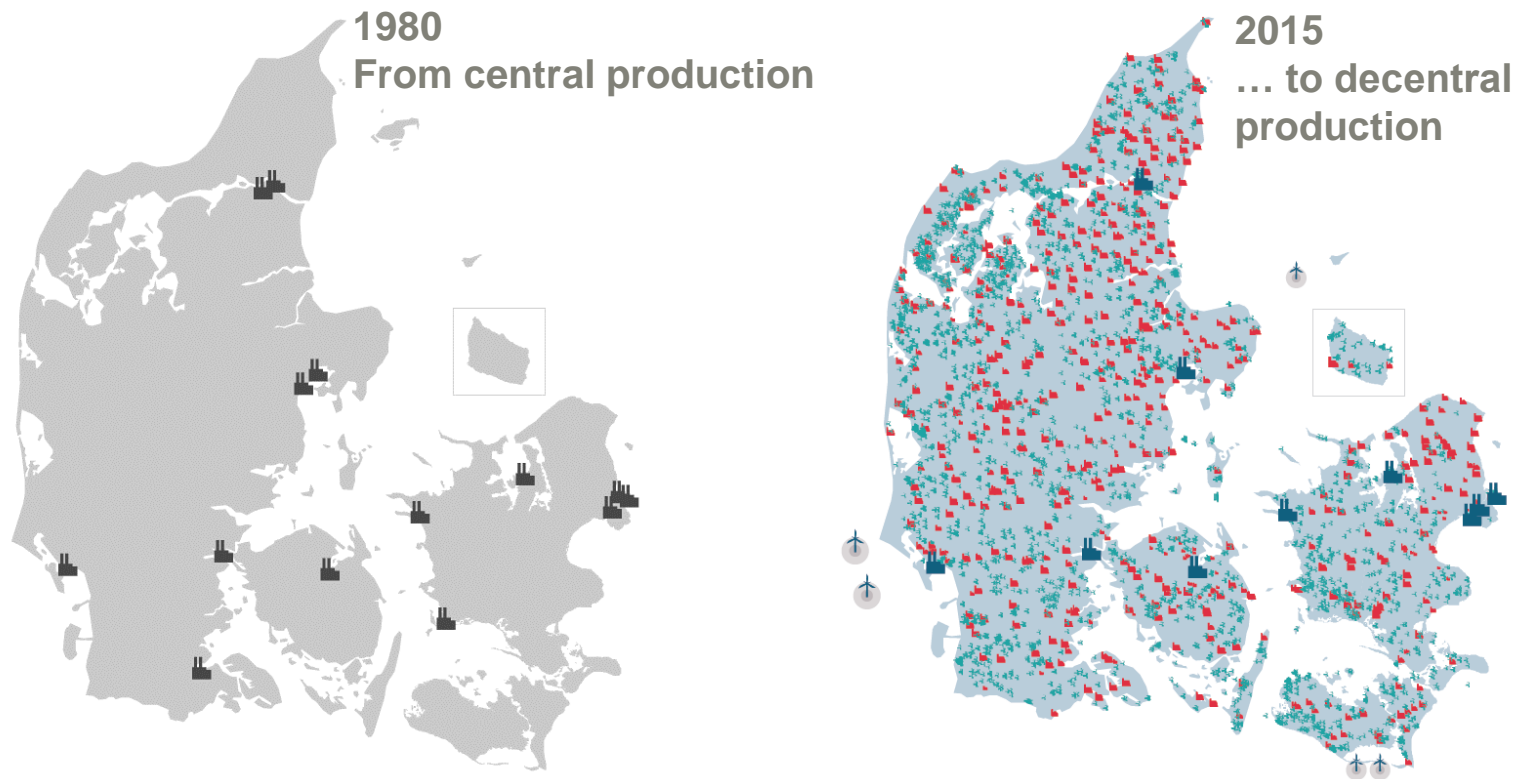 1980
From central production
2015
… to decentral
production